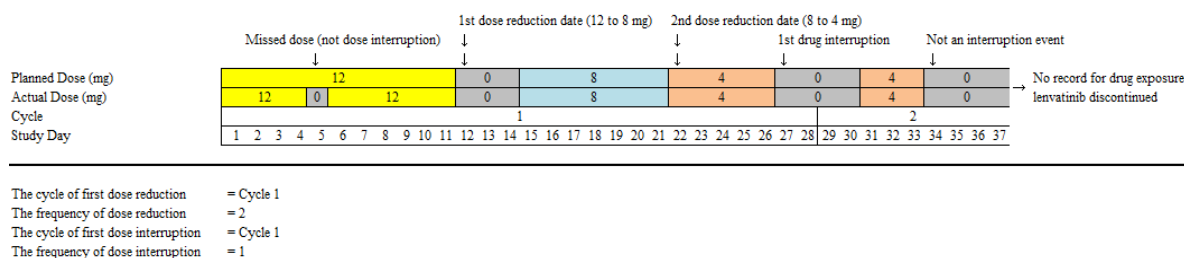 1st dose reduction date (12 to 8 mg) 2nd dose reduction date (8 to 4 mg)
Missed dose (not dose interruption) ↓ ↓ 1st drug interruption Not an interruption event
↓ ↓ ↓ ↓ ↓
Planned Dose (mg) 12 0 8 4 0 4 0 → No record for drug exposure
Actual Dose (mg) 12 0 12 0 8 4 0 4 0 lenvatinib discontinued
Cycle 1 2
Study Day 1 2 3 4 5 6 7 8 9 10 11 12 13 14 15 16 17 18 19 20 21 22 23 24 25 26 27 28 29 30 31 32 33 34 35 36 37
The cycle of first dose reduction = Cycle 1
The frequency of dose reduction = 2
The cycle of first dose interruption = Cycle 1
The frequency of dose interruption = 1